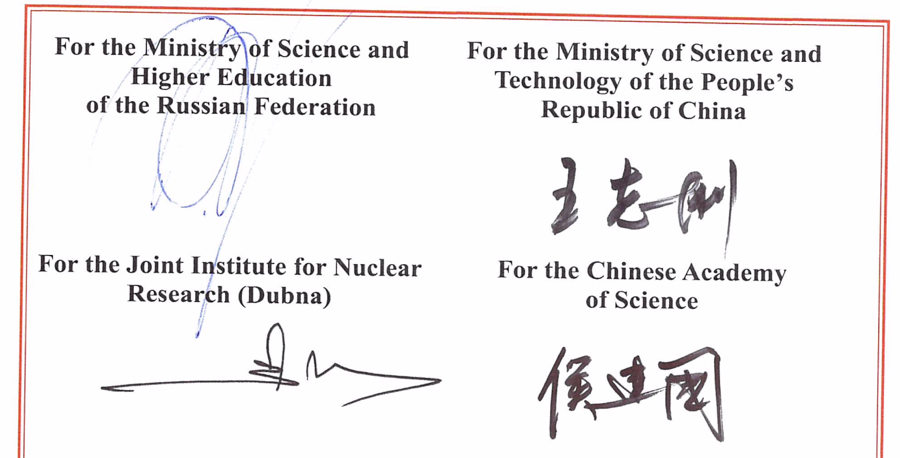 For the Ministry of Science and
Higher Education
of the Russian Federation
For the Ministry of Science and
Technology of the People’s
Republic of China
王志刚
For the Joint Institute for Nuclear
Research (Dubna)
For the Chinese Academy
of Science
侯建国